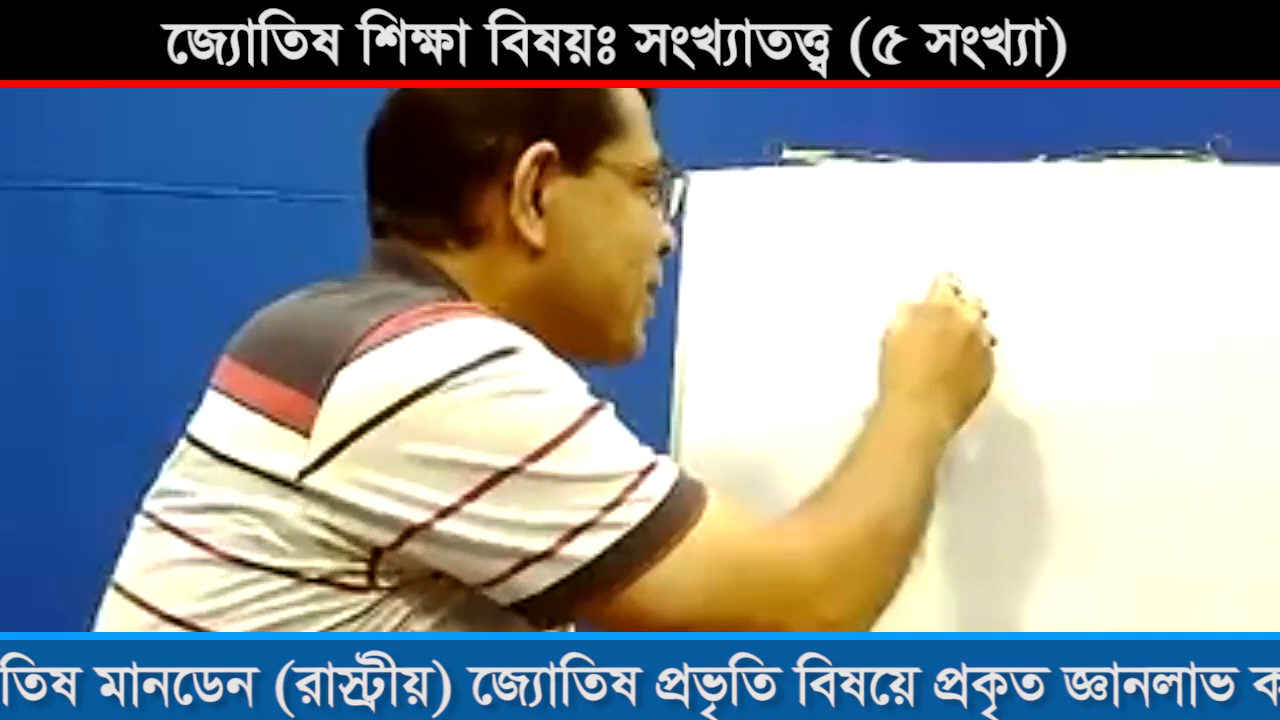 জ্যোতিষ শিক্ষা বিষয়ঃ সংখ্যাতত্ত্ব (৫ সংখ্যা)
তিষ মানডেন (রাস্ট্রীয়) জ্যোতিষ প্রভৃতি বিষয়ে প্রকৃত জ্ঞানলাভ ক